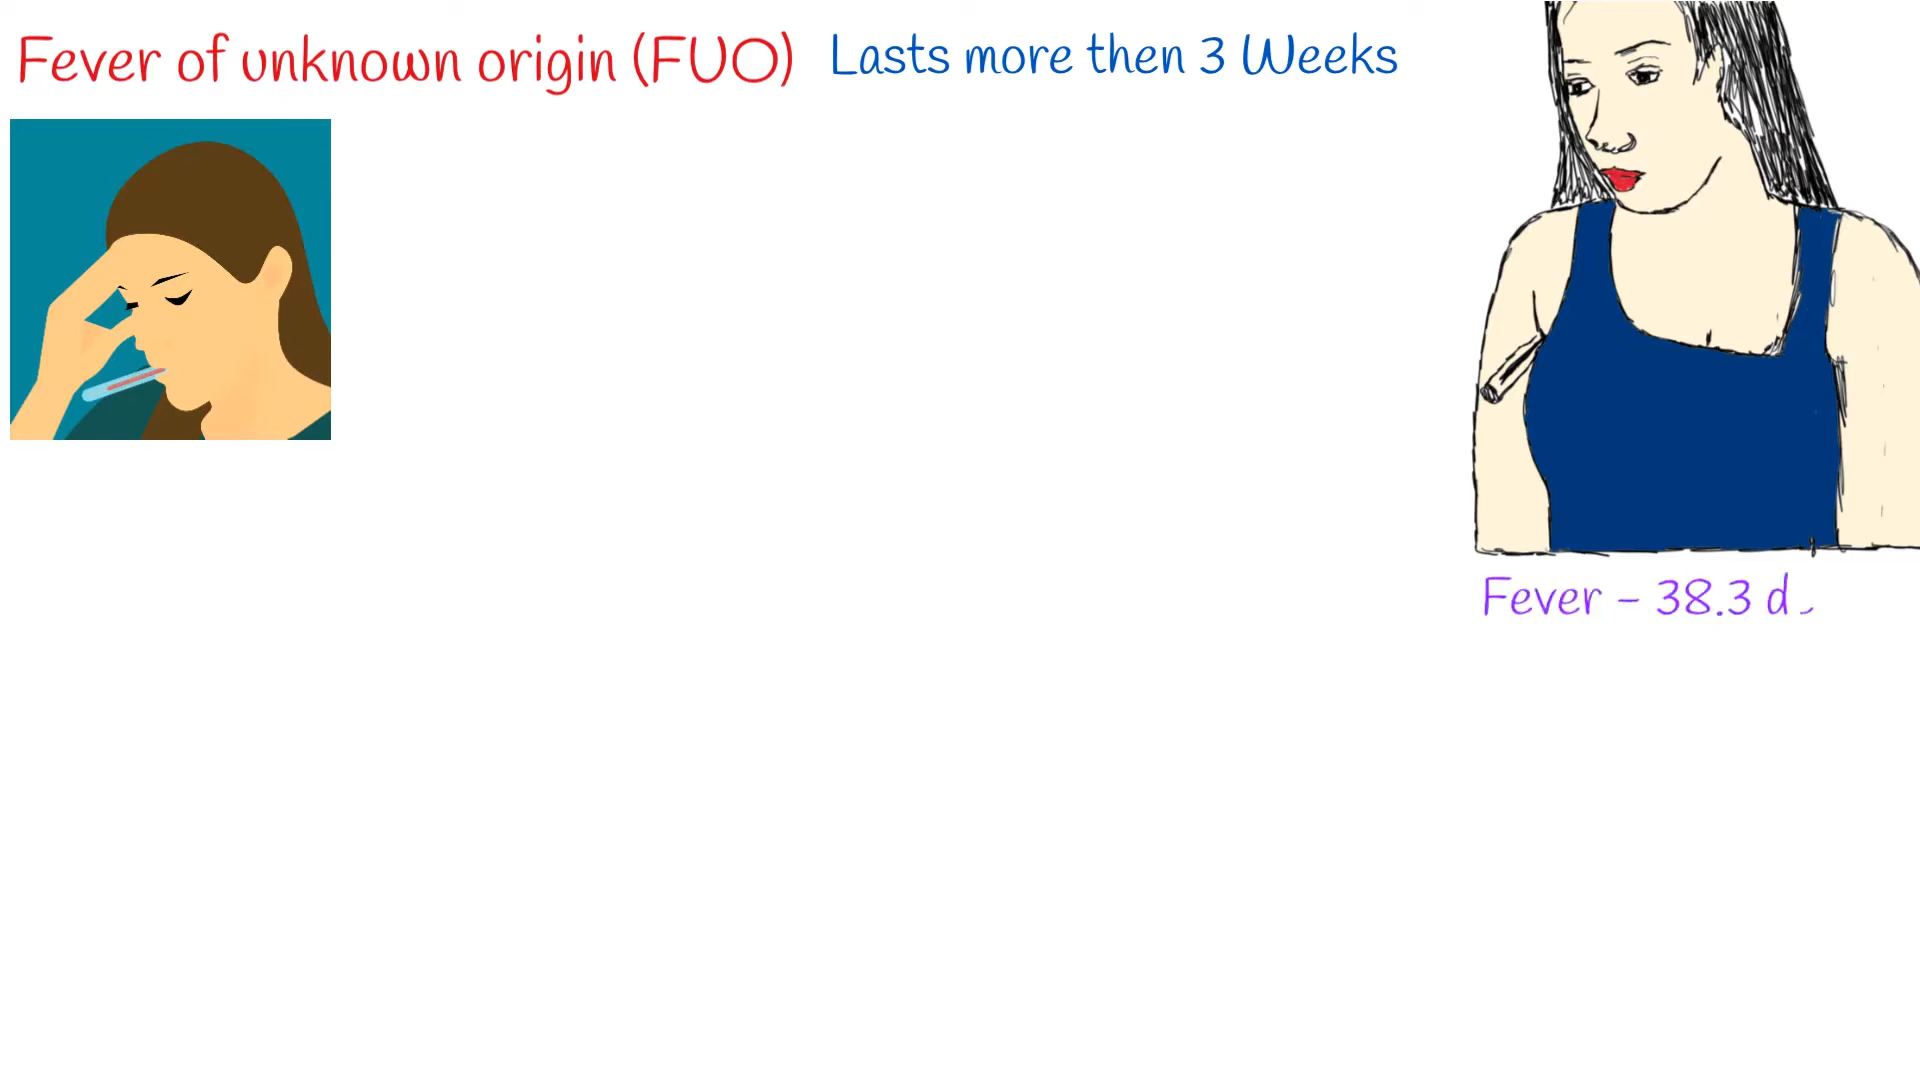 Fever of unknown origin (FUO)
Lasts more then 3 Weeks
Fever - 38.3 d